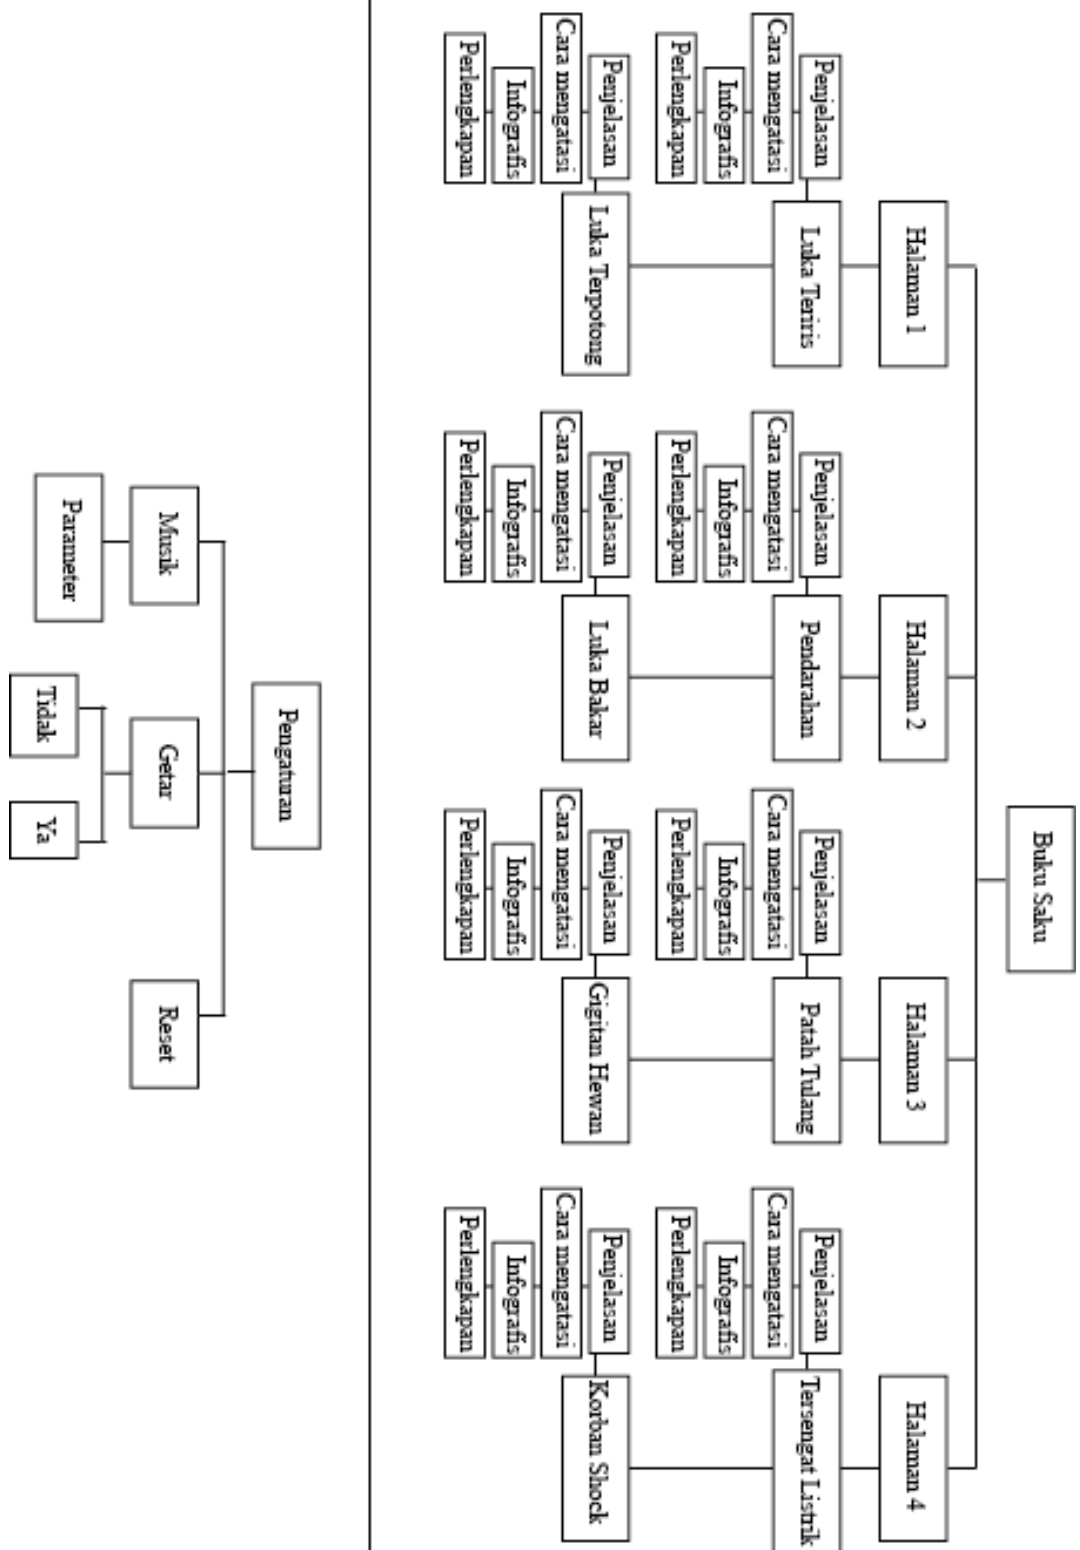 Buku Saku
Halaman 1
Halaman 2
Halaman 3
Halaman 4
Luka Teriris
Penjelasan
Cara mengatasi
Infografis
Perlengkapan
Pendarahan
Penjelasan
Cara mengatasi
Infografis
Perlengkapan
Patah Tulang
Penjelasan
Cara mengatasi
Infografis
Perlengkapan
Tersengat Listrik
Penjelasan
Cara mengatasi
Infografis
Perlengkapan
Luka Terpotong
Penjelasan
Cara mengatasi
Infografis
Perlengkapan
Luka Bakar
Penjelasan
Cara mengatasi
Infografis
Perlengkapan
Gigitan Hewan
Penjelasan
Cara mengatasi
Infografis
Perlengkapan
Korban Shock
Penjelasan
Cara mengatasi
Infografis
Perlengkapan
Pengaturan
Musik
Getar
Reset
Parameter
Tidak
Ya